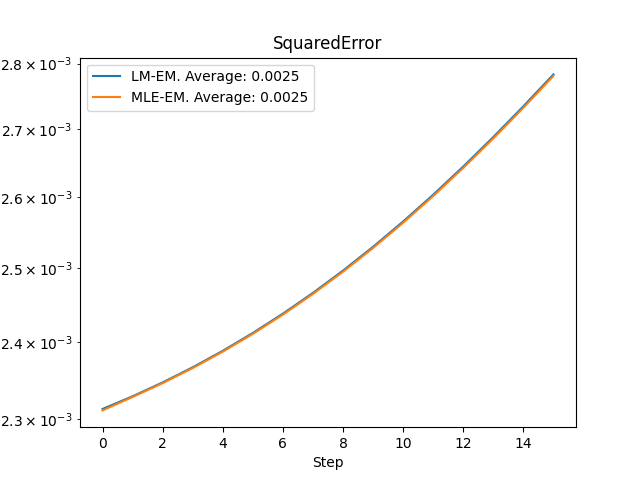 SquaredError
LM-EM. Average: 0.0025
MLE-EM. Average: 0.0025
2.8 × 10⁻³
2.7 × 10⁻³
2.6 × 10⁻³
2.5 × 10⁻³
2.4 × 10⁻³
2.3 × 10⁻³
0 2 4 6 8 10 12 14
Step